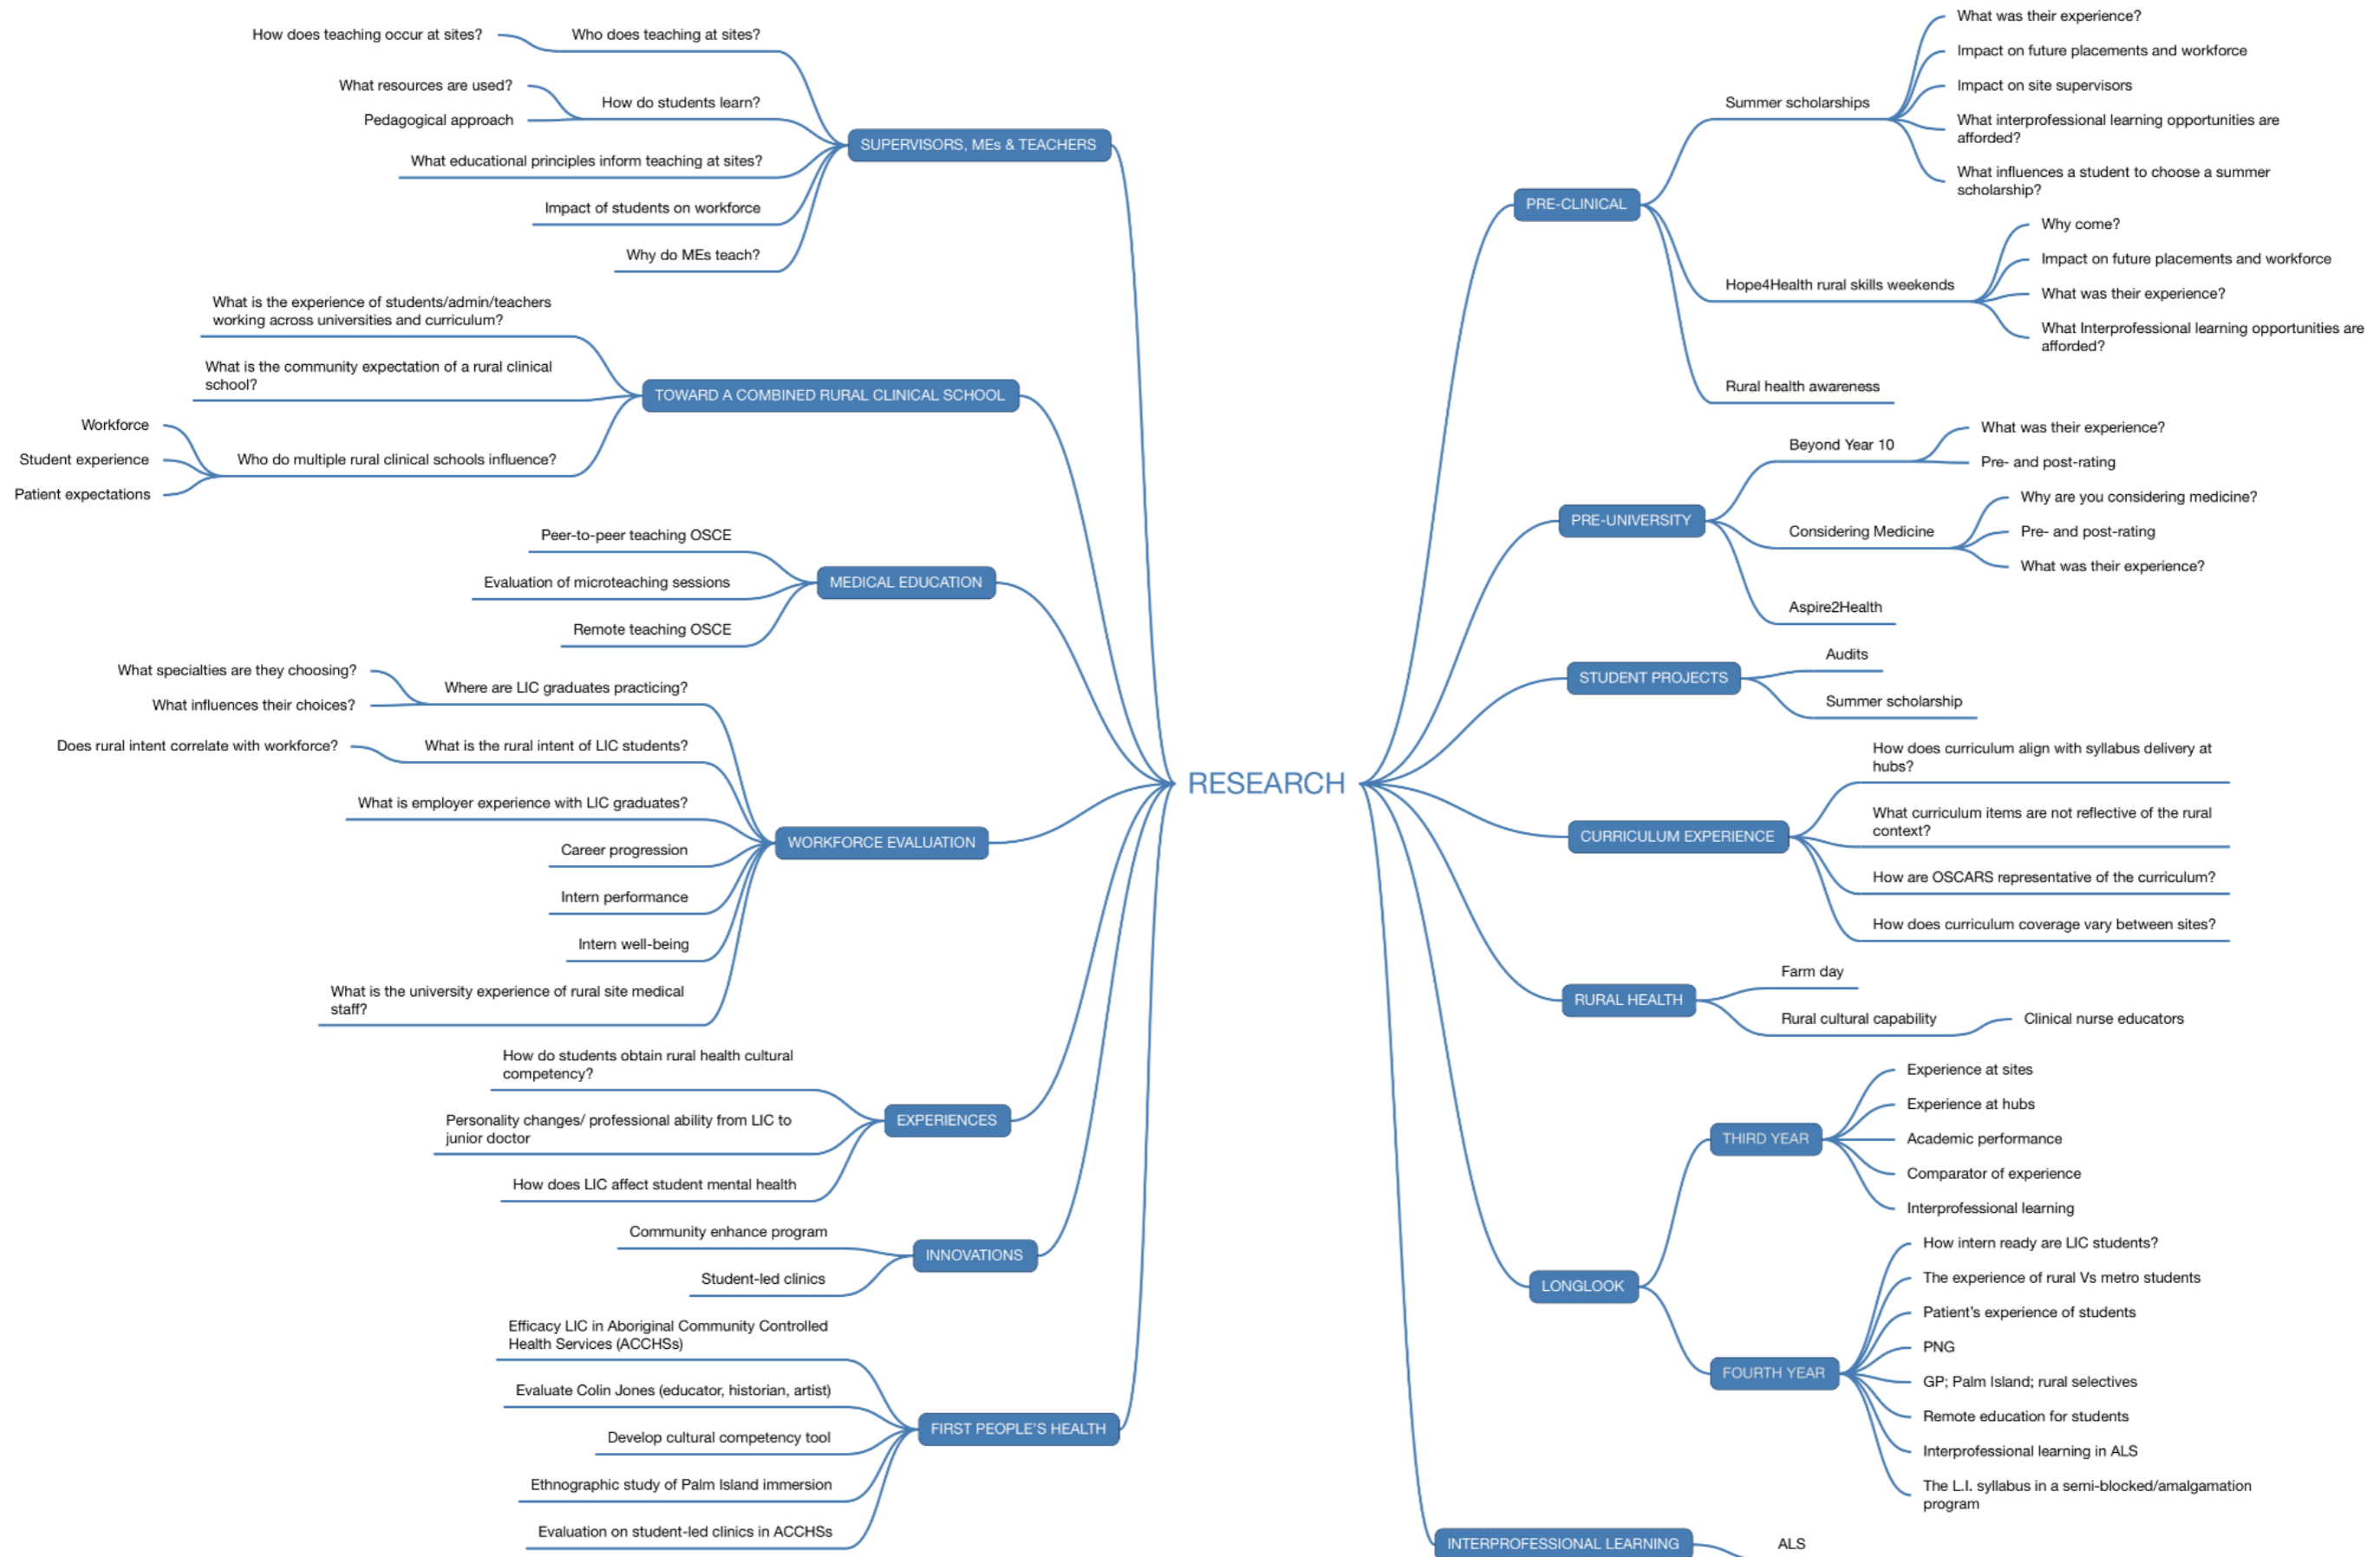 RESEARCH
SUPERVISORS, MEs & TEACHERS
Who does teaching at sites?
How does teaching occur at sites?
How do students learn?
What resources are used?
Pedagogical approach
What educational principles inform teaching at sites?
Impact of students on workforce
Why do MEs teach?
TOWARD A COMBINED RURAL CLINICAL SCHOOL
What is the experience of students/admin/teachers
working across universities and curriculum?
What is the community expectation of a rural clinical
school?
Who do multiple rural clinical schools influence?
Workforce
Student experience
Patient expectations
MEDICAL EDUCATION
Peer-to-peer teaching OSCE
Evaluation of microteaching sessions
Remote teaching OSCE
WORKFORCE EVALUATION
Where are LIC graduates practicing?
What specialties are they choosing?
What influences their choices?
What is the rural intent of LIC students?
Does rural intent correlate with workforce?
What is employer experience with LIC graduates?
Career progression
Intern performance
Intern well-being
What is the university experience of rural site medical
staff?
EXPERIENCES
How do students obtain rural health cultural
competency?
Personality changes/ professional ability from LIC to
junior doctor
How does LIC affect student mental health
INNOVATIONS
Community enhance program
Student-led clinics
FIRST PEOPLE'S HEALTH
Efficacy LIC in Aboriginal Community Controlled
Health Services (ACCHSs)
Evaluate Colin Jones (educator, historian, artist)
Develop cultural competency tool
Ethnographic study of Palm Island immersion
Evaluation on student-led clinics in ACCHSs
PRE-CLINICAL
Summer scholarships
What was their experience?
Impact on future placements and workforce
Impact on site supervisors
What interprofessional learning opportunities are
afforded?
What influences a student to choose a summer
scholarship?
Hope4Health rural skills weekends
Why come?
Impact on future placements and workforce
What was their experience?
What Interprofessional learning opportunities are
afforded?
Rural health awareness
PRE-UNIVERSITY
Beyond Year 10
What was their experience?
Pre- and post-rating
Considering Medicine
Why are you considering medicine?
Pre- and post-rating
What was their experience?
Aspire2Health
STUDENT PROJECTS
Audits
Summer scholarship
CURRICULUM EXPERIENCE
How does curriculum align with syllabus delivery at
hubs?
What curriculum items are not reflective of the rural
context?
How are OSCARS representative of the curriculum?
How does curriculum coverage vary between sites?
RURAL HEALTH
Farm day
Rural cultural capability
Clinical nurse educators
LONGLOOK
THIRD YEAR
Experience at sites
Experience at hubs
Academic performance
Comparator of experience
Interprofessional learning
FOURTH YEAR
How intern ready are LIC students?
The experience of rural Vs metro students
Patient's experience of students
PNG
GP; Palm Island; rural selectives
Remote education for students
Interprofessional learning in ALS
The L.I. syllabus in a semi-blocked/amalgamation
program
INTERPROFESSIONAL LEARNING
ALS